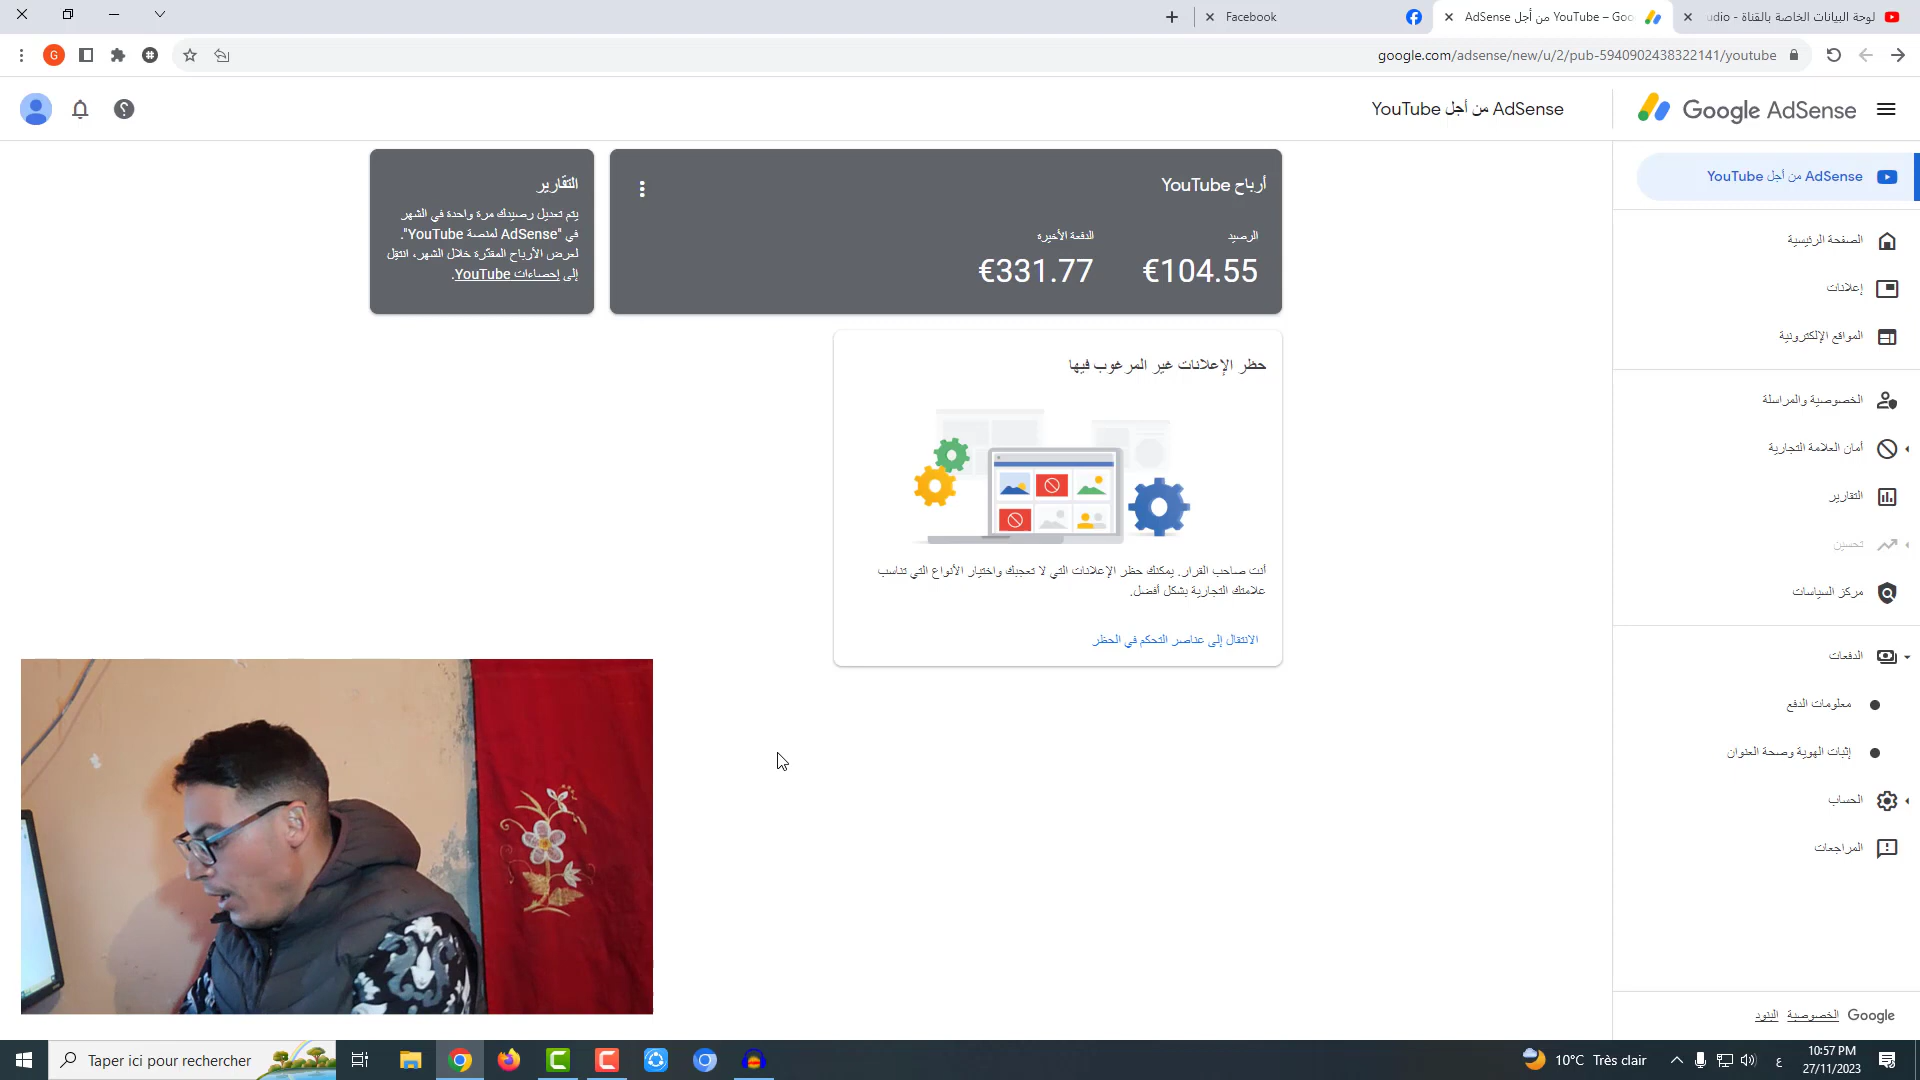 لوحة البيانات الخاصة بالقناة - udio
AdSense من أجل YouTube – Goo
Facebook
google.com/adsense/new/u/2/pub-5940902438322141/youtube
G
Google AdSense
AdSense من أجل YouTube
AdSense من أجل YouTube
الصفحة الرئيسية
إعلانات
المواقع الإلكترونية
الخصوصية والمراسلة
أمان العلامة التجارية
التقارير
تحسين
مركز السياسات
الدفعات
معلومات الدفع
إثبات الهوية وصحة العنوان
الحساب
المراجعات
Google الخصوصية البنود
أرباح YouTube
الرصيد
€104.55
الدفعة الأخيرة
€331.77
التقارير
يتم تعديل رصيدك مرة واحدة في الشهر
في "AdSense لمنصة YouTube".
لعرض الأرباح المقدّرة خلال الشهر، انتقِل
إلى إحصاءات YouTube.
حظر الإعلانات غير المرغوب فيها
أنت صاحب القرار. يمكنك حظر الإعلانات التي لا تعجبك واختيار الأنواع التي تناسب
علامتك التجارية بشكل أفضل.
الانتقال إلى عناصر التحكم في الحظر
Taper ici pour rechercher
10°C Très clair
ع
10:57 PM
27/11/2023